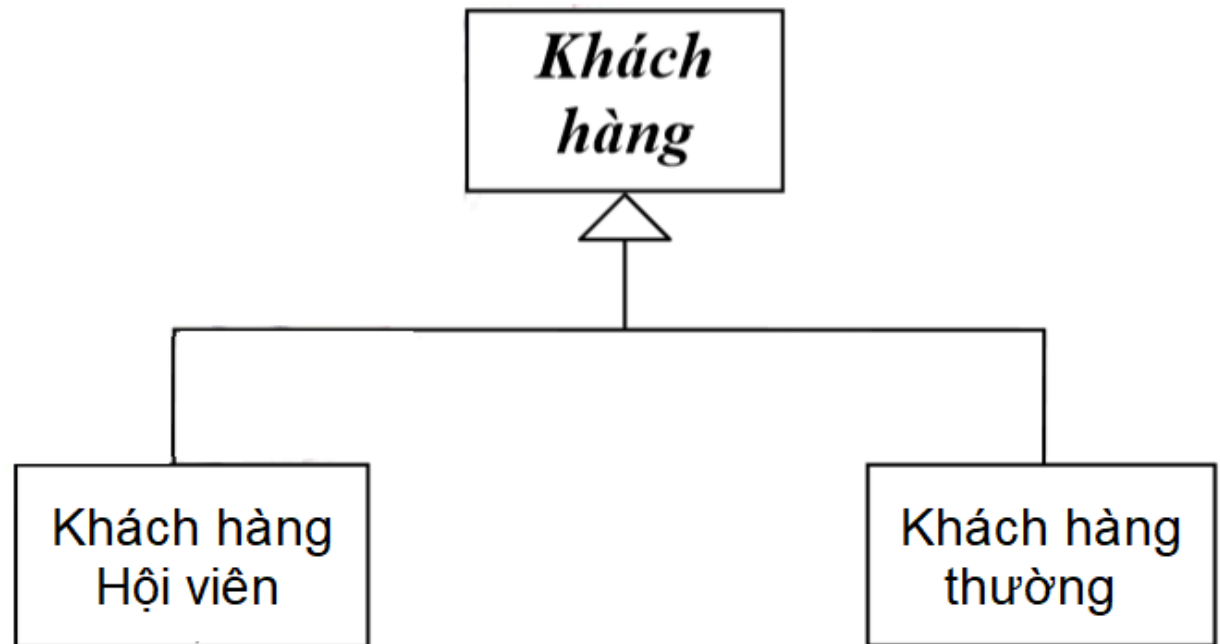 Khách
hàng
Khách hàng
Hội viên
Khách hàng
thường